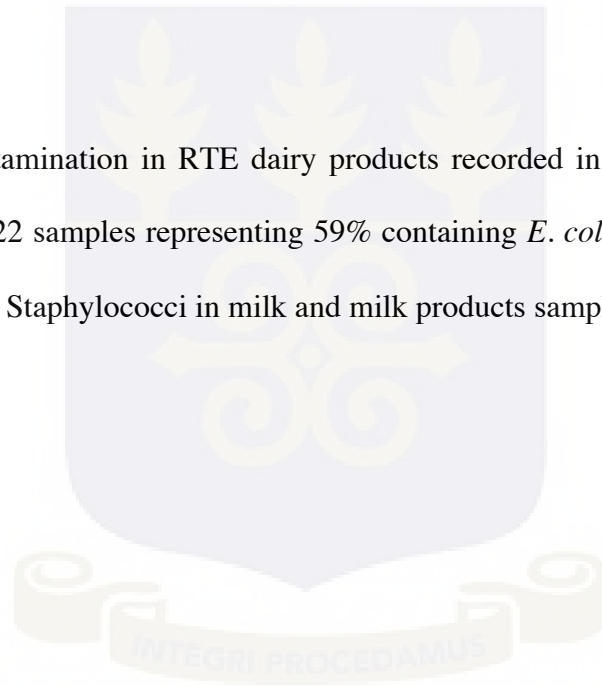 tamination in RTE dairy products recorded in
22 samples representing 59% containing E. col
Staphylococci in milk and milk products samp
INTEGRI PROCEDAMUS